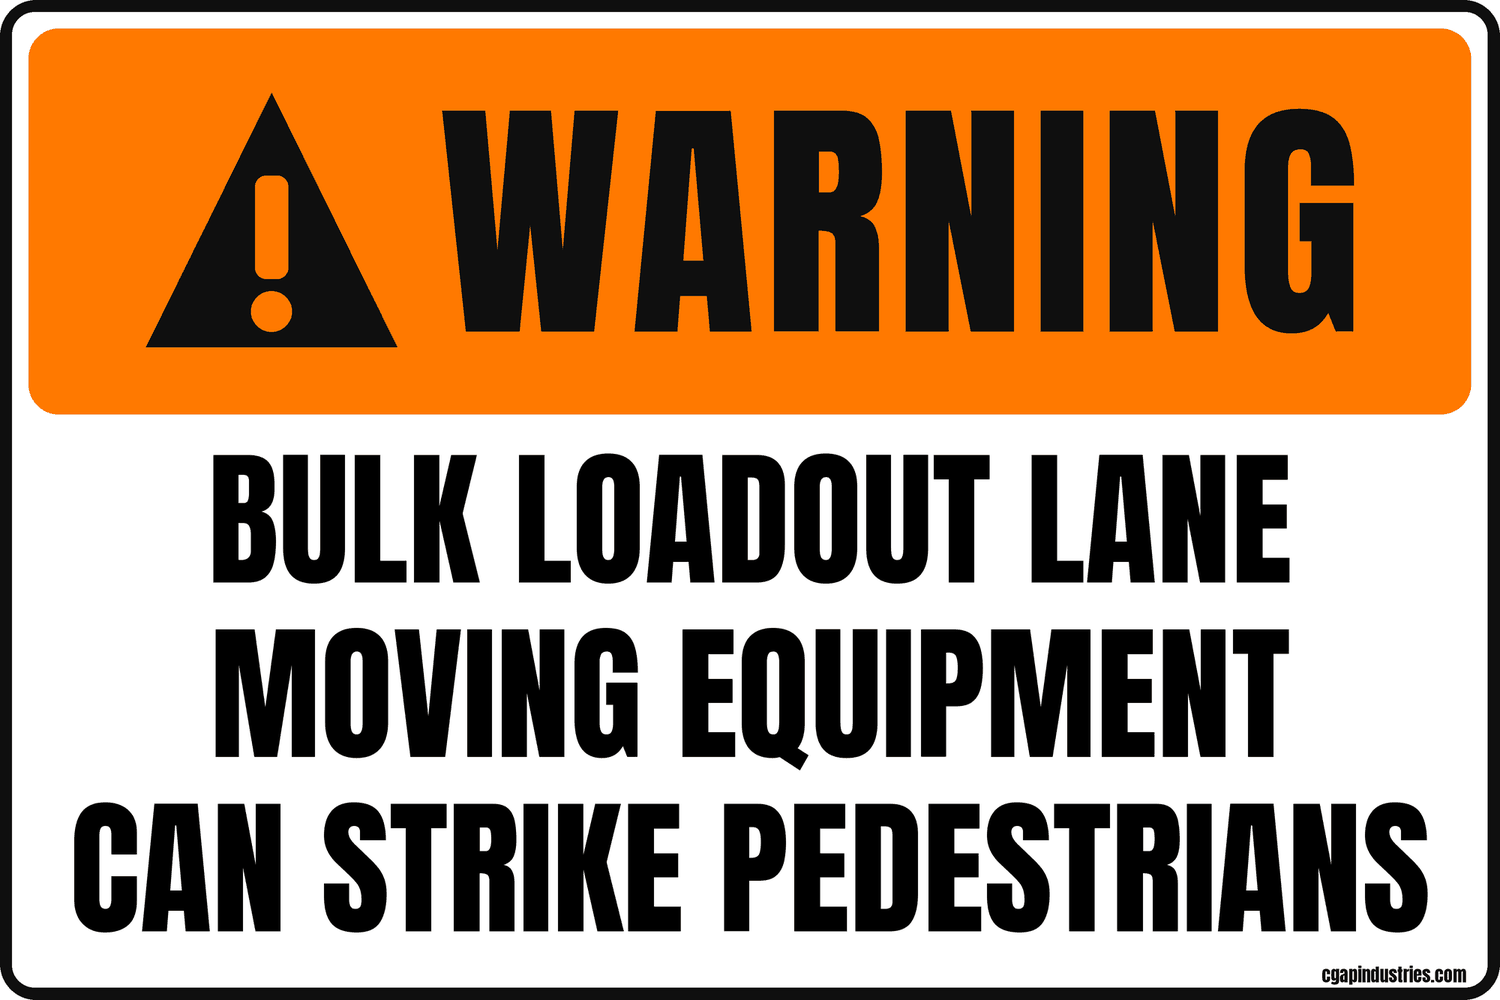 WARNING
BULK LOADOUT LANE
MOVING EQUIPMENT
CAN STRIKE PEDESTRIANS
cgapindustries.com